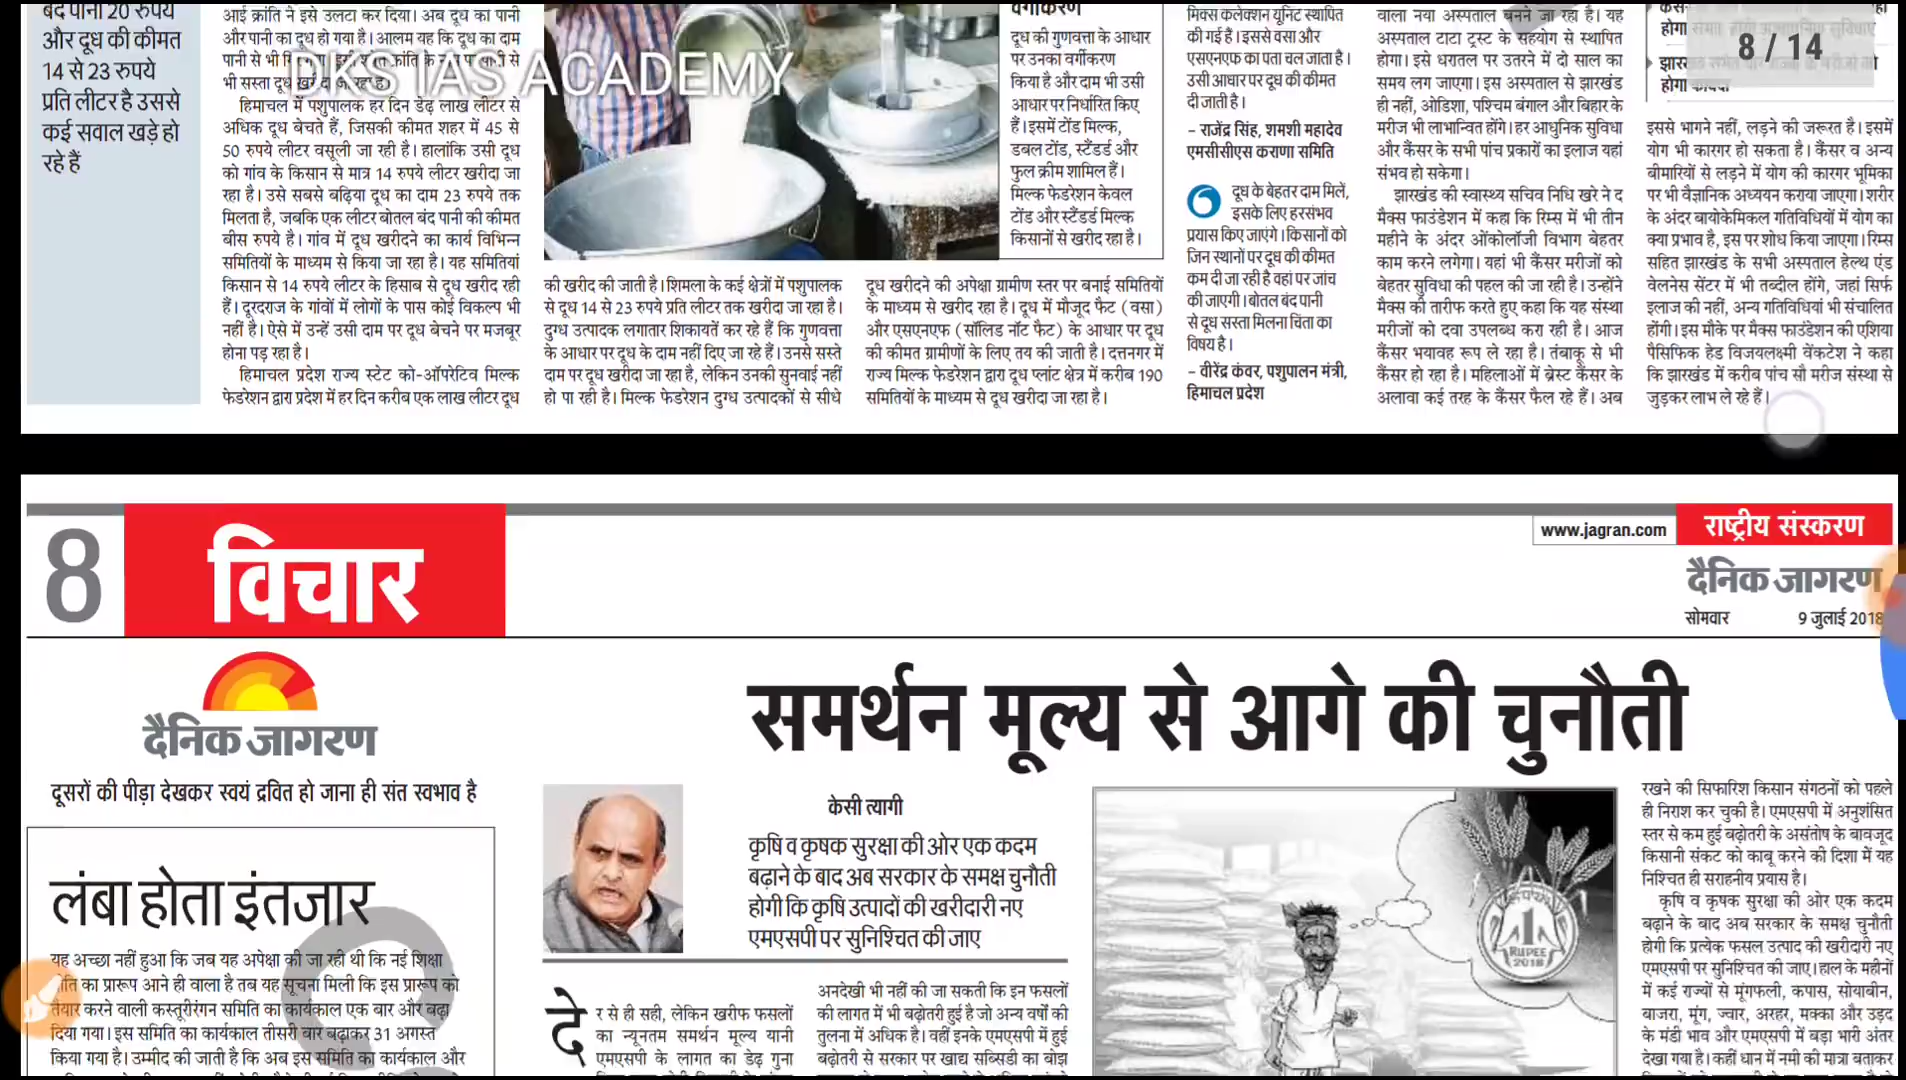 बंद पानी 20 रुपये
और दूध की कीमत
14 से 23 रुपये
प्रति लीटर है उससे
कई सवाल खड़े हो
रहे हैं
आई क्रांति ने इसे उलटा कर दिया। अब दूध का पानी
और पानी का दूध हो गया है। आलम यह कि दूध का दाम
पानी से भी
भी सस्ता दूध खरीदा जा रहा है।
हिमाचल में पशुपालक हर दिन डेढ़ लाख लीटर से
अधिक दूध बेचते हैं, जिसकी कीमत शहर में 45 से
50 रुपये लीटर वसूली जा रही है। हालांकि उसी दूध
को गांव के किसान से मात्र 14 रुपये लीटर खरीदा जा
रहा है। उसे सबसे बढ़िया दूध का दाम 23 रुपये तक
मिलता है, जबकि एक लीटर बोतल बंद पानी की कीमत
बीस रुपये है। गांव में दूध खरीदने का कार्य विभिन्न
समितियों के माध्यम से किया जा रहा है। यह समितियां
किसान से 14 रुपये लीटर के हिसाब से दूध खरीद रही
हैं। दूरदराज के गांवों में लोगों के पास कोई विकल्प भी
नहीं है। ऐसे में उन्हें उसी दाम पर दूध बेचने पर मजबूर
होना पड़ रहा है।
हिमाचल प्रदेश राज्य स्टेट को-ऑपरेटिव मिल्क
फेडरेशन द्वारा प्रदेश में हर दिन करीब एक लाख लीटर दूध
DKS IAS ACADEMY
की खरीद की जाती है। शिमला के कई क्षेत्रों में पशुपालक
से दूध 14 से 23 रुपये प्रति लीटर तक खरीदा जा रहा है।
दुग्ध उत्पादक लगातार शिकायतें कर रहे हैं कि गुणवत्ता
के आधार पर दूध के दाम नहीं दिए जा रहे हैं। उनसे सस्ते
दाम पर दूध खरीदा जा रहा है, लेकिन उनकी सुनवाई नहीं
हो पा रही है। मिल्क फेडरेशन दुग्ध उत्पादकों से सीधे
वर्गीकरण
दूध की गुणवत्ता के आधार
पर उनका वर्गीकरण
किया है और दाम भी उसी
आधार पर निर्धारित किए
हैं। इसमें टोंड मिल्क,
डबल टोंड, स्टैंडर्ड और
फुल क्रीम शामिल हैं।
मिल्क फेडरेशन केवल
टोंड और स्टैंडर्ड मिल्क
किसानों से खरीद रहा है।
दूध खरीदने की अपेक्षा ग्रामीण स्तर पर बनाई समितियों
के माध्यम से खरीद रहा है। दूध में मौजूद फैट (वसा)
और एसएनएफ (सॉलिड नॉट फैट) के आधार पर दूध
की कीमत ग्रामीणों के लिए तय की जाती है। दत्तनगर में
राज्य मिल्क फेडरेशन द्वारा दूध प्लांट क्षेत्र में करीब 190
समितियों के माध्यम से दूध खरीदा जा रहा है।
मिक्स कलेक्शन यूनिट स्थापित
की गई हैं। इससे वसा और
एसएनएफ का पता चल जाता है।
उसी आधार पर दूध की कीमत
दी जाती है।
– राजेंद्र सिंह, शमशी महादेव
एमसीसीएस कराणा समिति
दूध के बेहतर दाम मिलें,
इसके लिए हरसंभव
प्रयास किए जाएंगे। किसानों को
जिन स्थानों पर दूध की कीमत
कम दी जा रही है वहां पर जांच
की जाएगी। बोतल बंद पानी
से दूध सस्ता मिलना चिंता का
विषय है।
– वीरेंद्र कंवर, पशुपालन मंत्री,
हिमाचल प्रदेश
वाला नया अस्पताल बनने जा रहा है। यह
अस्पताल टाटा ट्रस्ट के सहयोग से स्थापित
होगा। इसे धरातल पर उतरने में दो साल का
समय लग जाएगा। इस अस्पताल से झारखंड
ही नहीं, ओडिशा, पश्चिम बंगाल और बिहार के
मरीज भी लाभान्वित होंगे। हर आधुनिक सुविधा
और कैंसर के सभी पांच प्रकारों का इलाज यहां
संभव हो सकेगा।
झारखंड की स्वास्थ्य सचिव निधि खरे ने द
मैक्स फाउंडेशन में कहा कि रिम्स में भी तीन
महीने के अंदर ओंकोलॉजी विभाग बेहतर
काम करने लगेगा। यहां भी कैंसर मरीजों को
बेहतर सुविधा की पहल की जा रही है। उन्होंने
मैक्स की तारीफ करते हुए कहा कि यह संस्था
मरीजों को दवा उपलब्ध करा रही है। आज
कैंसर भयावह रूप ले रहा है। तंबाकू से भी
कैंसर हो रहा है। महिलाओं में ब्रेस्ट कैंसर के
अलावा कई तरह के कैंसर फैल रहे हैं। अब
होगा
8 / 14
इससे भागने नहीं, लड़ने की जरूरत है। इसमें
योग भी कारगर हो सकता है। कैंसर व अन्य
बीमारियों से लड़ने में योग की कारगर भूमिका
पर भी वैज्ञानिक अध्ययन कराया जाएगा। शरीर
के अंदर बायोकेमिकल गतिविधियों में योग का
क्या प्रभाव है, इस पर शोध किया जाएगा। रिम्स
सहित झारखंड के सभी अस्पताल हेल्थ एंड
वेलनेस सेंटर में भी तब्दील होंगे, जहां सिर्फ
इलाज की नहीं, अन्य गतिविधियां भी संचालित
होंगी। इस मौके पर मैक्स फाउंडेशन की एशिया
पैसिफिक हेड विजयलक्ष्मी वेंकटेश ने कहा
कि झारखंड में करीब पांच सौ मरीज संस्था से
जुड़कर लाभ ले रहे हैं।
8
विचार
www.jagran.com
राष्ट्रीय संस्करण
दैनिक जागरण
सोमवार 9 जुलाई 2018
दैनिक जागरण
दूसरों की पीड़ा देखकर स्वयं द्रवित हो जाना ही संत स्वभाव है
लंबा होता इंतजार
यह अच्छा नहीं हुआ कि जब यह अपेक्षा की जा रही थी कि नई शिक्षा
नीति का प्रारूप आने ही वाला है तब यह सूचना मिली कि इस प्रारूप को
तैयार करने वाली कस्तूरीरंगन समिति का कार्यकाल एक बार और बढ़ा
दिया गया। इस समिति का कार्यकाल तीसरी बार बढ़ाकर 31 अगस्त
किया गया है। उम्मीद की जाती है कि अब इस समिति का कार्यकाल और
समर्थन मूल्य से आगे की चुनौती
केसी त्यागी
कृषि व कृषक सुरक्षा की ओर एक कदम
बढ़ाने के बाद अब सरकार के समक्ष चुनौती
होगी कि कृषि उत्पादों की खरीदारी नए
एमएसपी पर सुनिश्चित की जाए
देर से ही सही, लेकिन खरीफ फसलों
का न्यूनतम समर्थन मूल्य यानी
एमएसपी के लागत का डेढ़ गुना
अनदेखी भी नहीं की जा सकती कि इन फसलों
की लागत में भी बढ़ोतरी हुई है जो अन्य वर्षों की
तुलना में अधिक है। वहीं इनके एमएसपी में हुई
बढ़ोतरी से सरकार पर खाद्य सब्सिडी का बोझ
1
RUPEE
2018
रखने की सिफारिश किसान संगठनों को पहले
ही निराश कर चुकी है। एमएसपी में अनुशंसित
स्तर से कम हुई बढ़ोतरी के असंतोष के बावजूद
किसानी संकट को काबू करने की दिशा में यह
निश्चित ही सराहनीय प्रयास है।
कृषि व कृषक सुरक्षा की ओर एक कदम
बढ़ाने के बाद अब सरकार के समक्ष चुनौती
होगी कि प्रत्येक फसल उत्पाद की खरीदारी नए
एमएसपी पर सुनिश्चित की जाए। हाल के महीनों
में कई राज्यों से मूंगफली, कपास, सोयाबीन,
बाजरा, मूंग, ज्वार, अरहर, मक्का और उड़द
के मंडी भाव और एमएसपी में बड़ा भारी अंतर
देखा गया है। कहीं धान में नमी की मात्रा बताकर